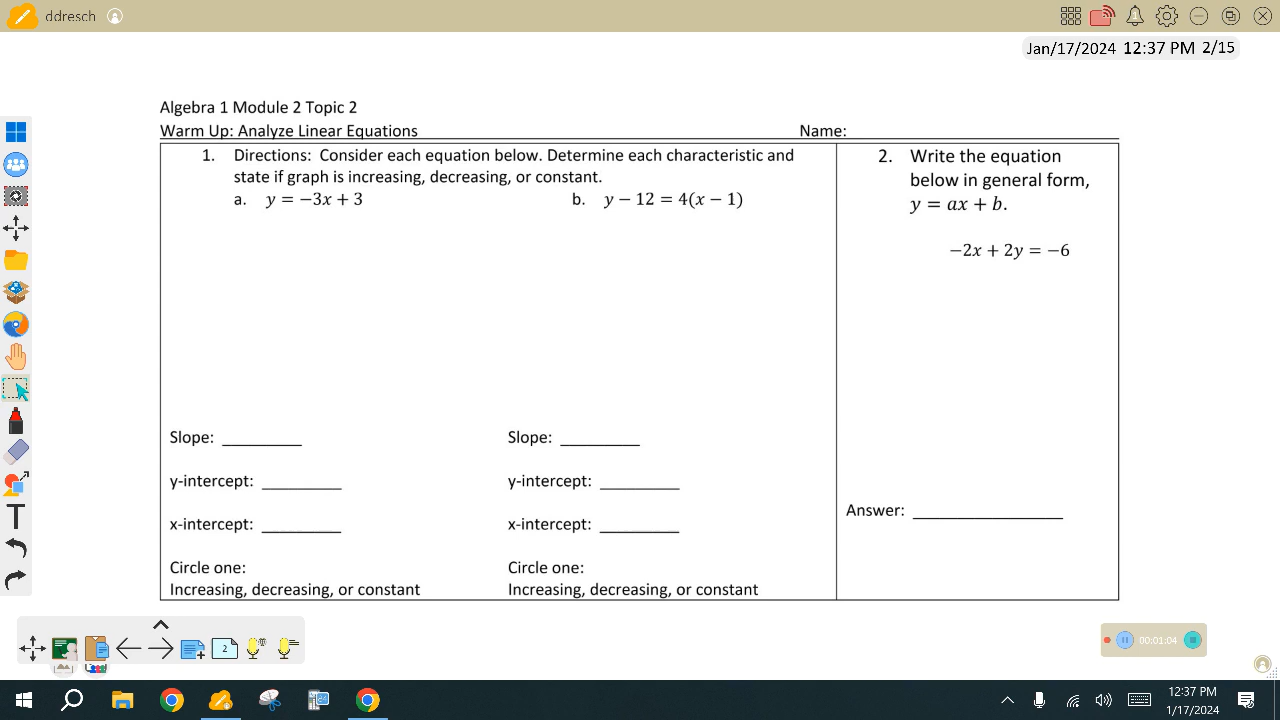 ddresch
Jan/17/2024 12:37 PM 2/15
Algebra 1 Module 2 Topic 2
Warm Up: Analyze Linear Equations Name:
1. Directions: Consider each equation below. Determine each characteristic and
state if graph is increasing, decreasing, or constant.
a. y = −3x + 3 b. y − 12 = 4(x − 1)
Slope: _________ Slope: _________
y-intercept: _________ y-intercept: _________
x-intercept: _________ x-intercept: _________
Circle one: Circle one:
Increasing, decreasing, or constant Increasing, decreasing, or constant
2. Write the equation
below in general form,
y = ax + b.
−2x + 2y = −6
Answer: _________________
T
2
00:01:04
12:37 PM
1/17/2024